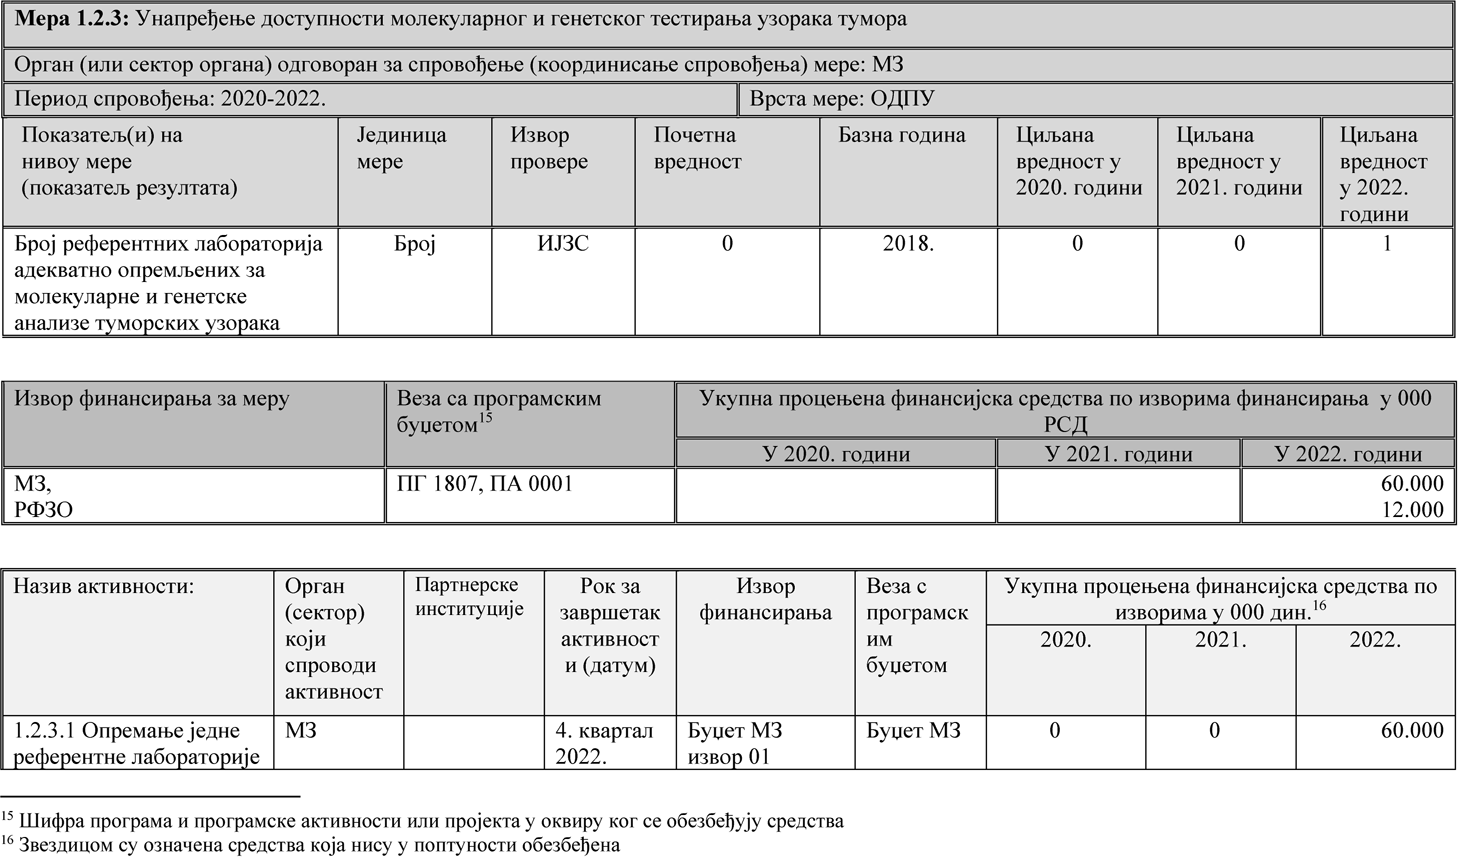 Мера 1.2.3: Унапређење доступности молекуларног и генетског тестирања узорака тумора
Орган (или сектор органа) одговоран за спровођење (координисање спровођења) мере: МЗ
Период спровођења: 2020-2022.
Врста мере: ОДПУ
Показатељ(и) на
нивоу мере
(показатељ резултата)
Јединица
мере
Извор
провере
Почетна
вредност
Базна година
Циљана
вредност у
2020. години
Циљана
вредност у
2021. години
Циљана
вредност
у 2022.
години
Број референтних лабораторија
адекватно опремљених за
молекуларне и генетске
анализе туморских узорака
Број
ИЈЗС
0
2018.
0
0
1
Извор финансирања за меру
Веза са програмским
буџетом15
Укупна процењена финансијска средства по изворима финансирања у 000
РСД
У 2020. години
У 2021. години
У 2022. години
МЗ,
РФЗО
ПГ 1807, ПА 0001
60.000
12.000
Назив активности:
Орган
(сектор)
који
спроводи
активност
Партнерске
институције
Рок за
завршетак
активност
и (датум)
Извор
финансирања
Веза с
програмск
им
буџетом
Укупна процењена финансијска средства по
изворима у 000 дин.16
2020.
2021.
2022.
1.2.3.1 Опремање једне
референтне лабораторије
МЗ
4. квартал
2022.
Буџет МЗ
извор 01
Буџет МЗ
0
0
60.000
15 Шифра програма и програмске активности или пројекта у оквиру ког се обезбеђују средства
16 Звездицом су означена средства која нису у поптуности обезбеђена